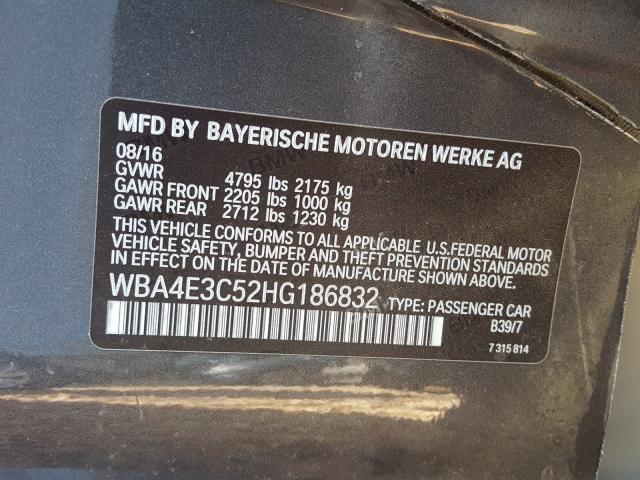 MFD BY BAYERISCHE MOTOREN WERKE AG
08/16
GVWR 4795 lbs 2175 kg
GAWR FRONT 2205 lbs 1000 kg
GAWR REAR 2712 lbs 1230 kg
THIS VEHICLE CONFORMS TO ALL APPLICABLE U.S.FEDERAL MOTOR
VEHICLE SAFETY, BUMPER AND THEFT PREVENTION STANDARDS
IN EFFECT ON THE DATE OF MANUFACTURE SHOWN ABOVE.
WBA4E3C52HG186832 TYPE: PASSENGER CAR
B39/7
7 315 814